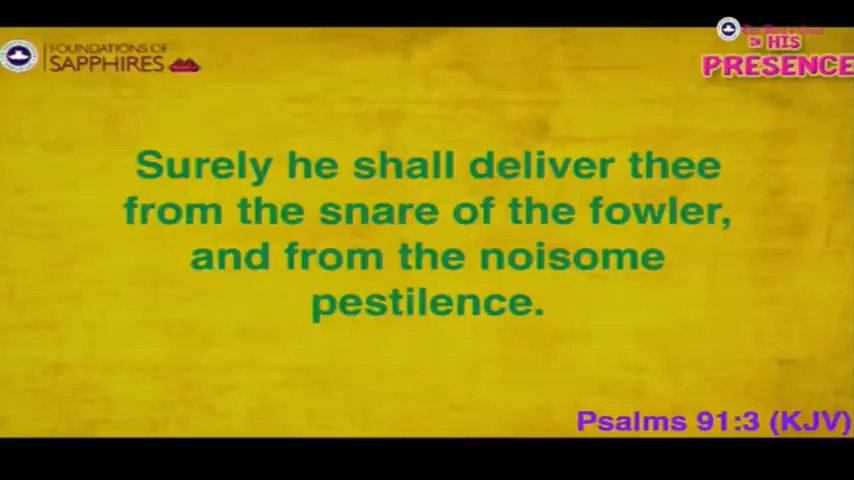 FOUNDATIONS OF
SAPPHIRES
IN HIS
PRESENCE
Surely he shall deliver thee
from the snare of the fowler,
and from the noisome
pestilence.
Psalms 91:3 (KJV)